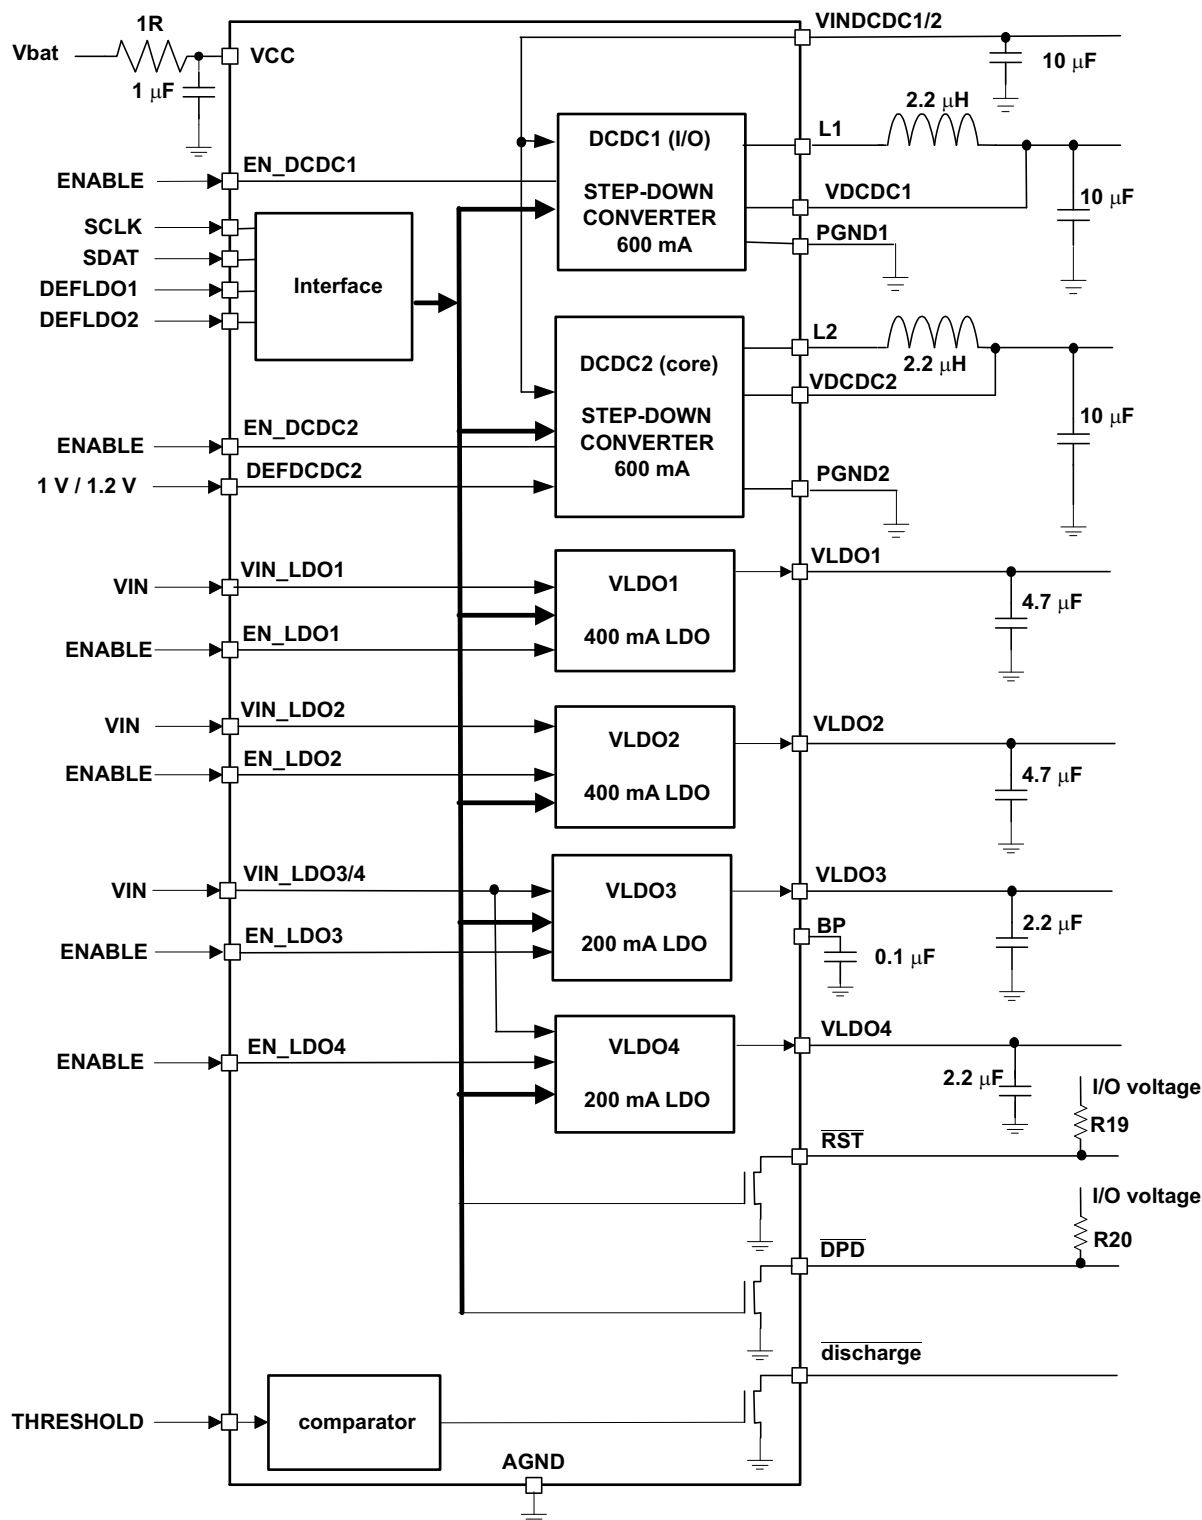 1R
VINDCDC1/2
Vbat
VCC
10 μF
1 μF
2.2 μH
DCDC1 (I/O)
L1
EN_DCDC1
ENABLE
STEP-DOWN
CONVERTER
600 mA
VDCDC1
10 μF
SCLK
PGND1
SDAT
Interface
DEFLDO1
DEFLDO2
L2
DCDC2 (core)
2.2 μH
VDCDC2
STEP-DOWN
CONVERTER
600 mA
10 μF
EN_DCDC2
ENABLE
DEFDCDC2
1 V / 1.2 V
PGND2
VLDO1
VIN_LDO1
VIN
VLDO1
4.7 μF
EN_LDO1
400 mA LDO
ENABLE
VIN_LDO2
VIN
VLDO2
VLDO2
EN_LDO2
ENABLE
4.7 μF
400 mA LDO
VIN_LDO3/4
VIN
VLDO3
VLDO3
BP
2.2 μF
EN_LDO3
ENABLE
200 mA LDO
0.1 μF
VLDO4
EN_LDO4
VLDO4
ENABLE
2.2 μF
I/O voltage
200 mA LDO
R19
RST
I/O voltage
DPD
R20
discharge
THRESHOLD
comparator
AGND